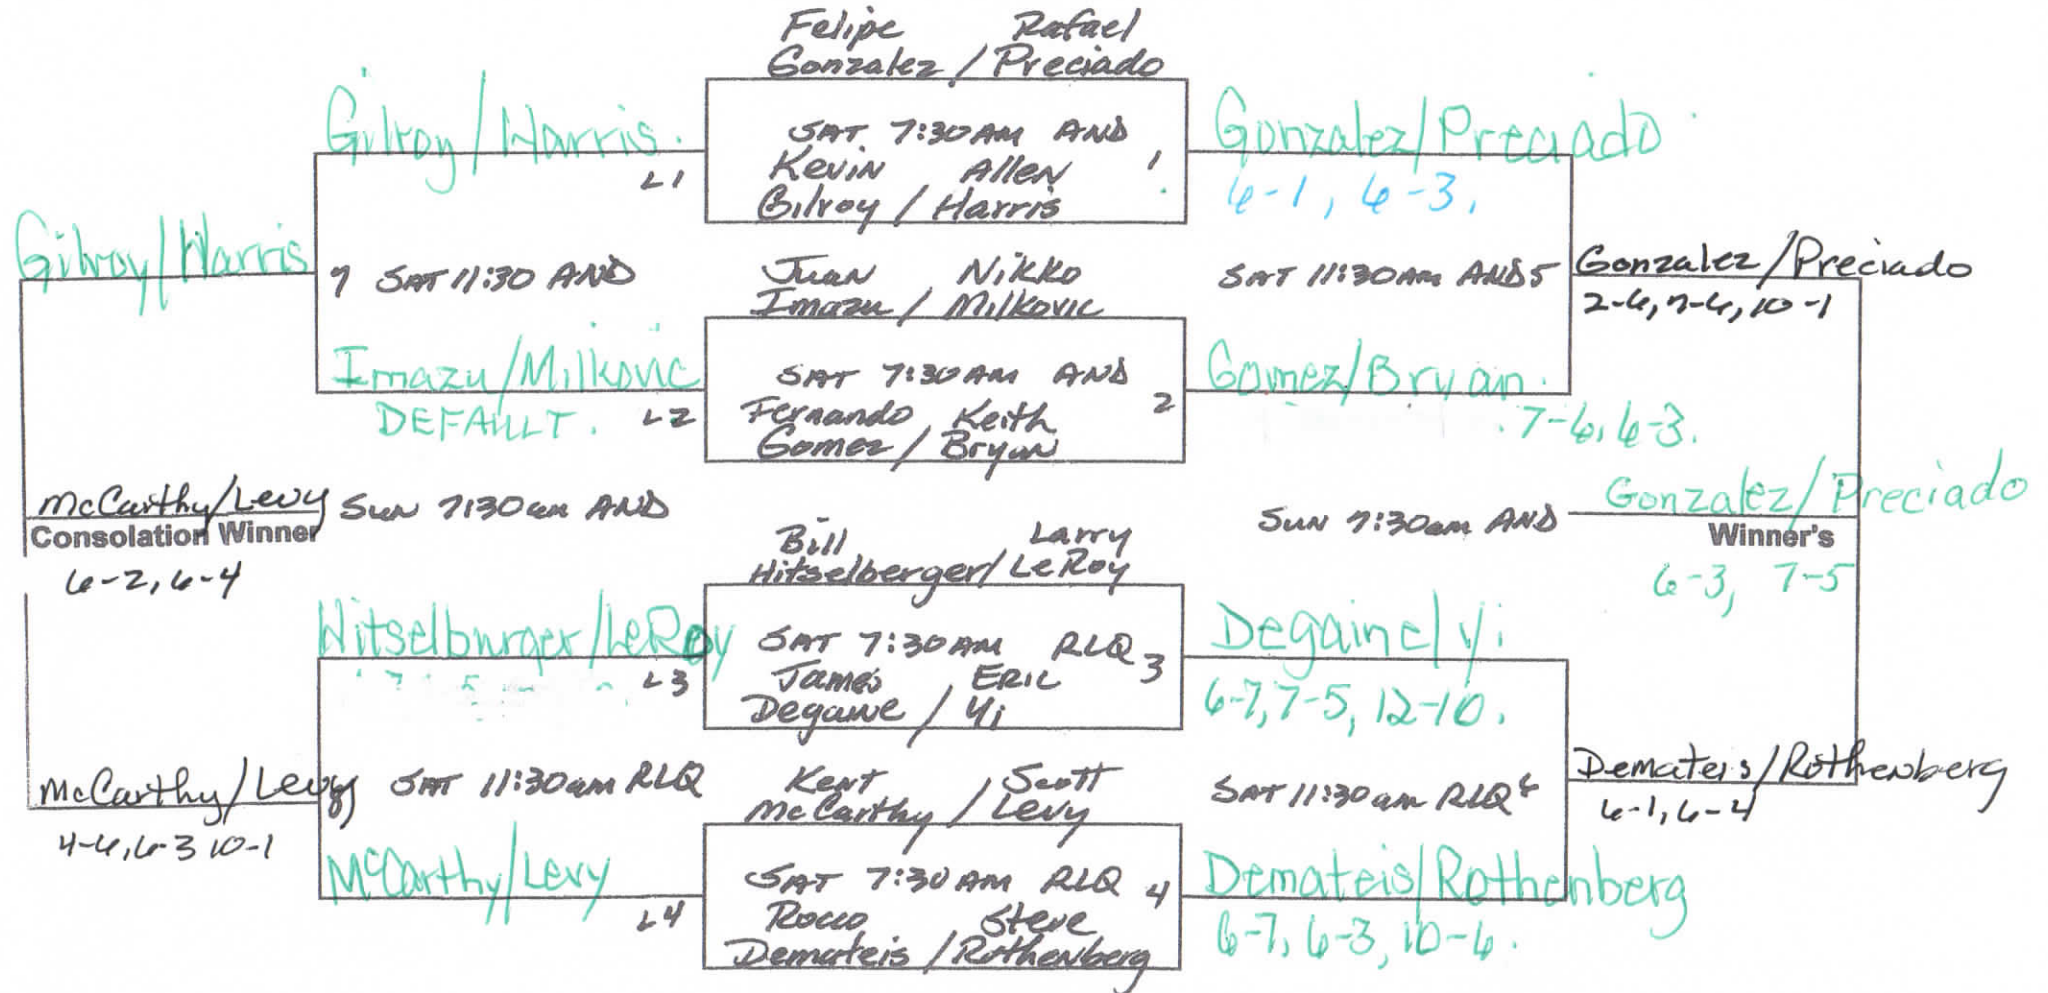 Felipe Rafael
Gonzalez / Preciado
Gilroy/Harris.
SAT 7:30AM AND
Gonzalez/Preciado
L1
Kevin Allen 1
6-1, 6-3.
Gilroy / Harris
Gilroy/Harris
7 SAT 11:30 AND
Juan Nikko
Imazu / Milkovic
SAT 11:30AM AND 5
Gonzalez/Preciado
2-6, 7-6, 10-1
Imazu/Milkovic
DEFAULT.
L2
SAT 7:30AM AND
Fernando Keith 2
Gomez / Bryan
Gomez/Bryan.
7-6, 6-3.
McCarthy/Levy
Consolation Winner
6-2, 6-4
Sun 7:30am AND
Sun 7:30am AND
Gonzalez/Preciado
Winner's
6-3, 7-5
Bill Larry
Hitselberger/LeRoy
Hitselburger/LeRoy
L3
SAT 7:30AM RLQ 3
James ERIC
Degaine / Yi
Degaine/Yi
6-7, 7-5, 12-10.
McCarthy/Levy
4-6, 6-3 10-1
SAT 11:30am RLQ
Kent Scott
McCarthy / Levy
SAT 11:30am RLQ
Demateis/Rothenberg
6-1, 6-4
McCarthy/Levy
L4
SAT 7:30AM RLQ 4
Rocco Steve
Demateis / Rothenberg
Demateis/Rothenberg
6-7, 6-3, 10-6.